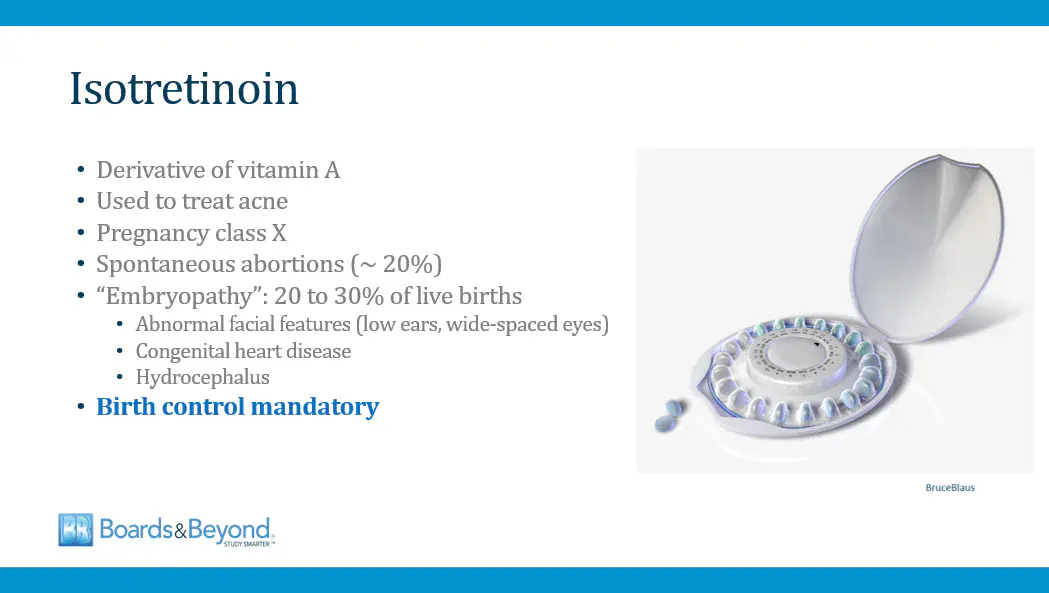 Isotretinoin
• Derivative of vitamin A
• Used to treat acne
• Pregnancy class X
• Spontaneous abortions (~ 20%)
• “Embryopathy”: 20 to 30% of live births
• Abnormal facial features (low ears, wide-spaced eyes)
• Congenital heart disease
• Hydrocephalus
• Birth control mandatory
BruceBlaus
BB Boards&Beyond®
STUDY SMARTER™